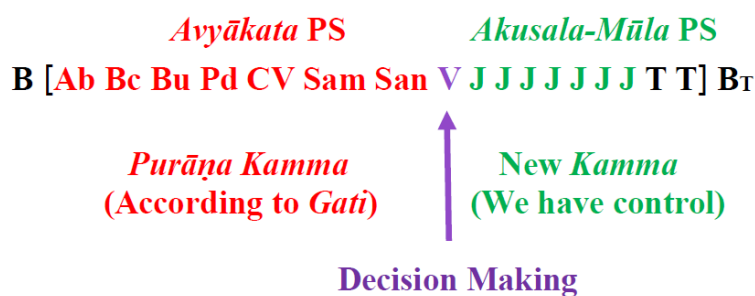 Avyākata PS Akusala-Mūla PS
B [Ab Bc Bu Pd CV Sam San V J J J J J J J T T] BT
Purāṇa Kamma New Kamma
(According to Gati) (We have control)
Decision Making